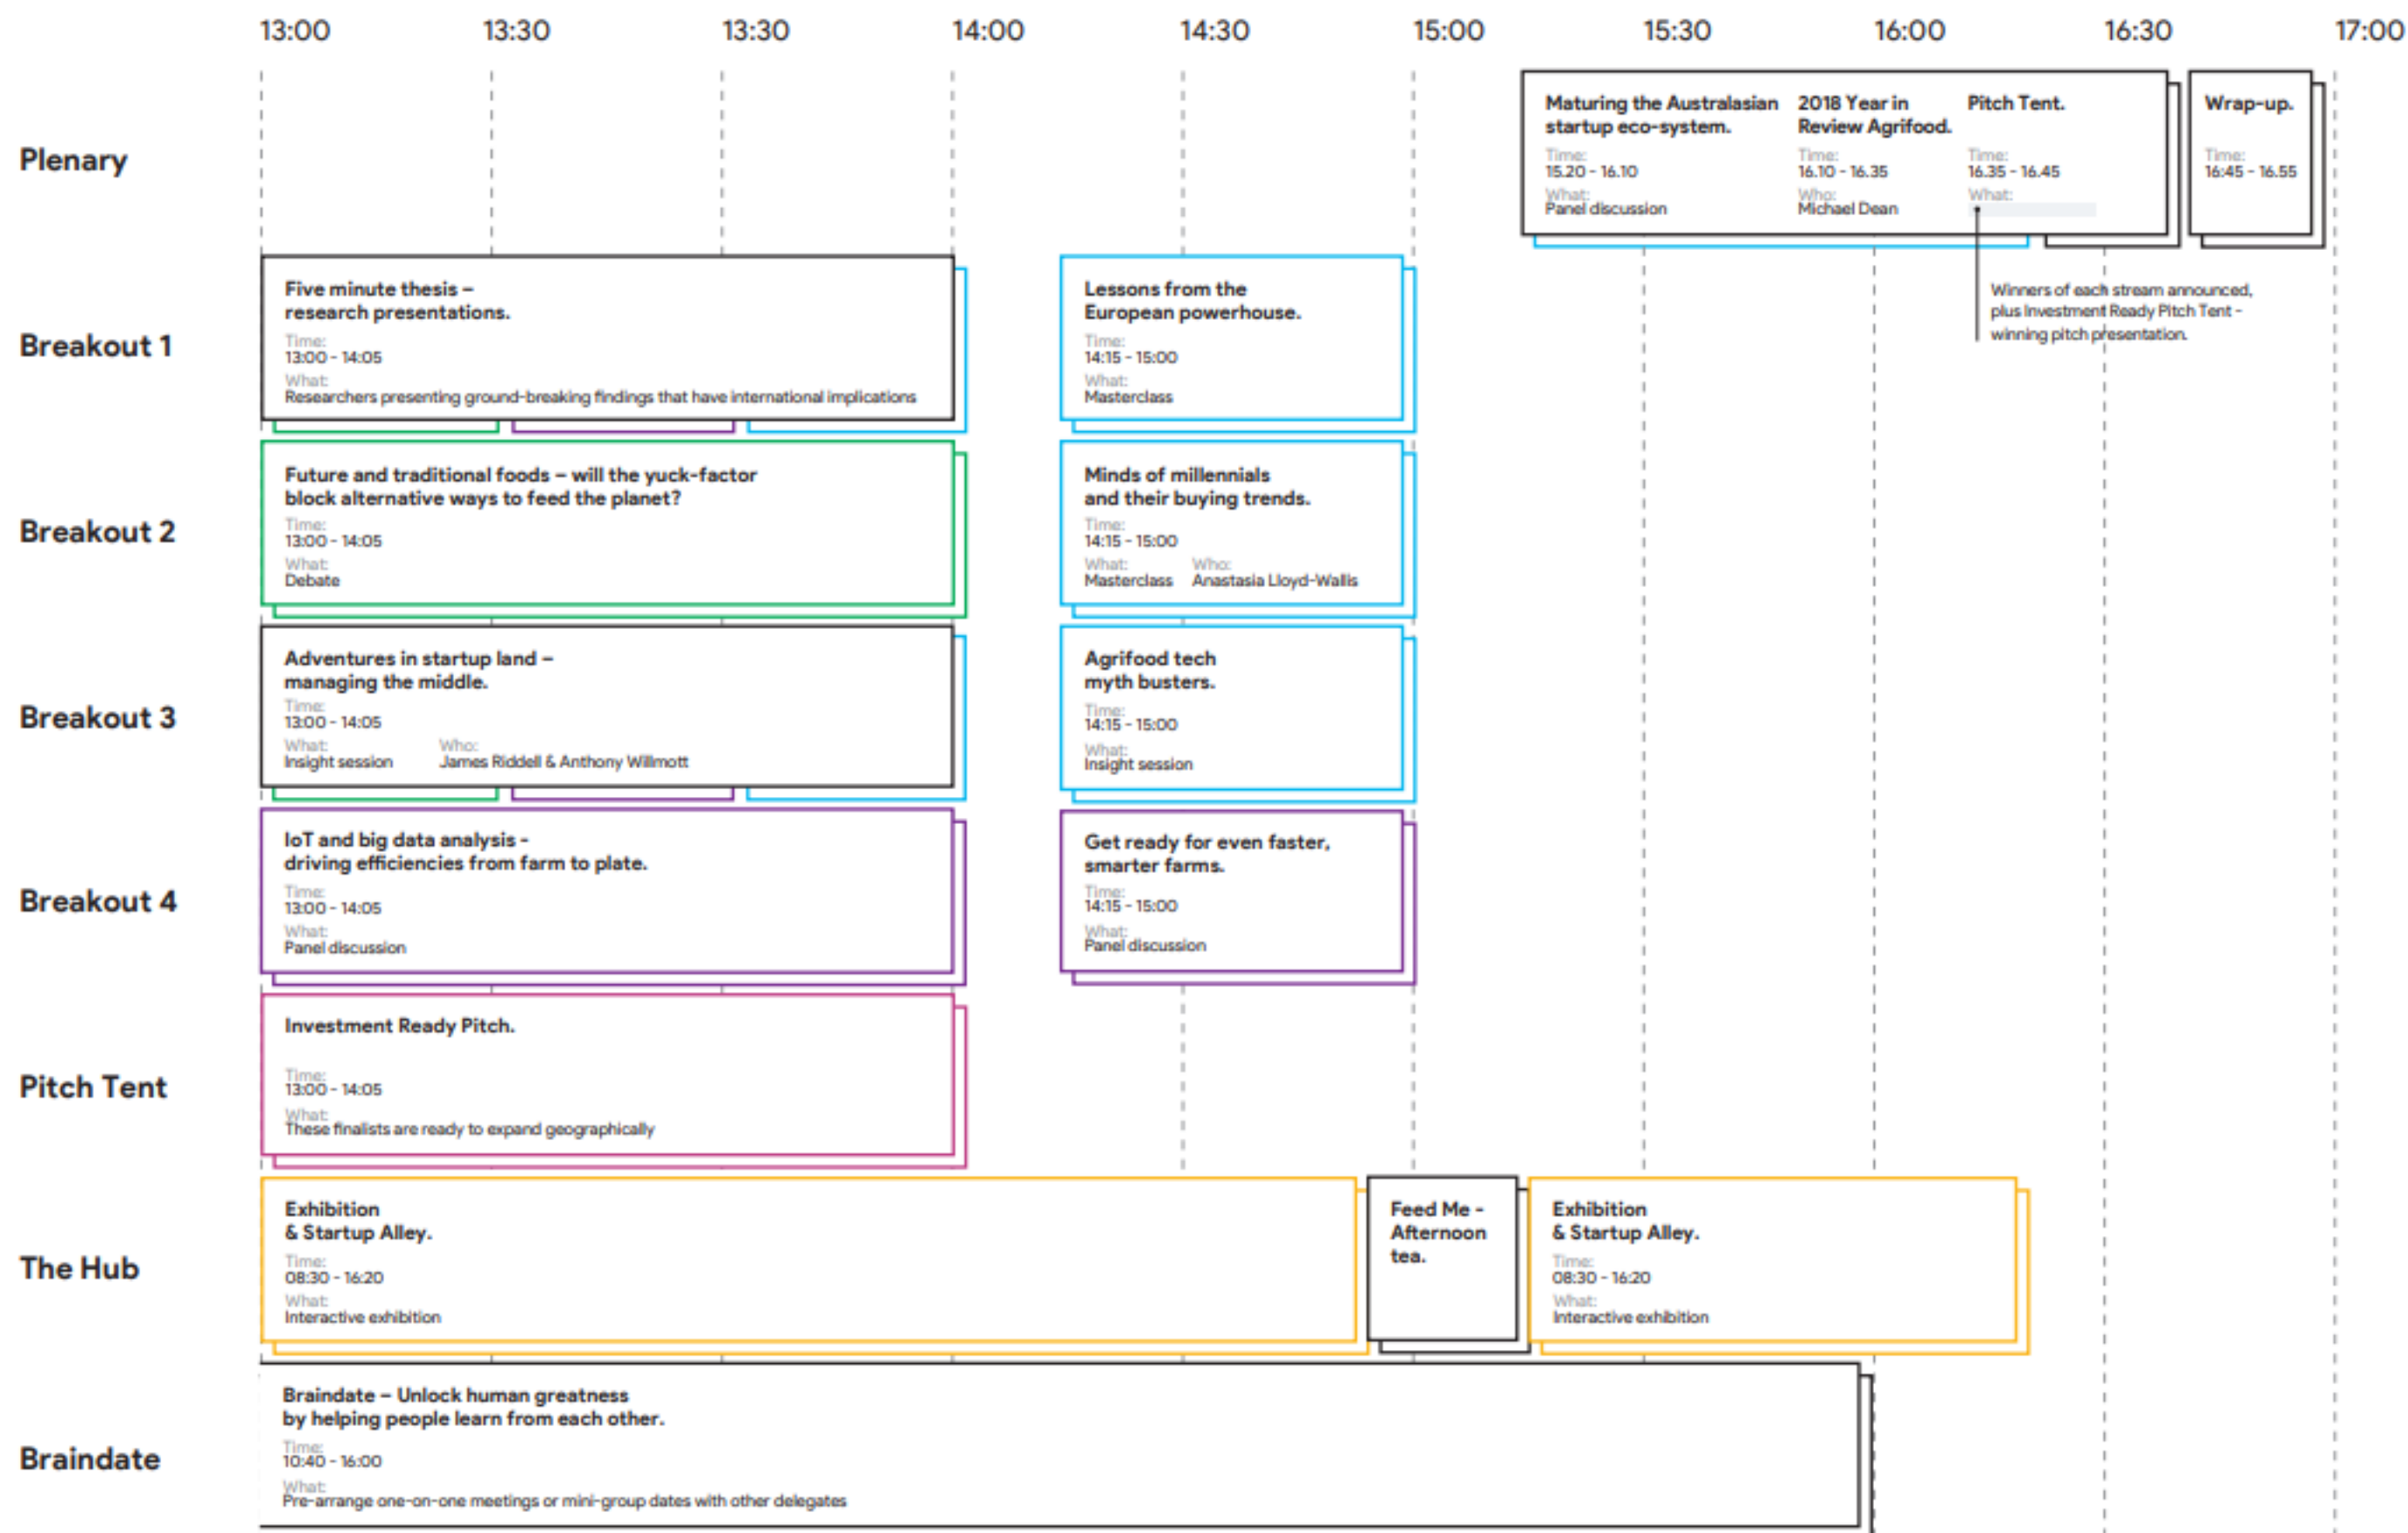 13:00 13:30 13:30 14:00 14:30 15:00 15:30 16:00 16:30 17:00
Plenary
Maturing the Australasian
startup eco-system.
Time:
15.20 - 16.10
What:
Panel discussion
2018 Year in
Review Agrifood.
Time:
16.10 - 16.35
Who:
Michael Dean
Pitch Tent.
Time:
16.35 - 16.45
What:
Winners of each stream announced,
plus Investment Ready Pitch Tent -
winning pitch presentation.
Wrap-up.
Time:
16:45 - 16.55
Breakout 1
Five minute thesis –
research presentations.
Time:
13:00 - 14:05
What:
Researchers presenting ground-breaking findings that have international implications
Lessons from the
European powerhouse.
Time:
14:15 - 15:00
What:
Masterclass
Breakout 2
Future and traditional foods – will the yuck-factor
block alternative ways to feed the planet?
Time:
13:00 - 14:05
What:
Debate
Minds of millennials
and their buying trends.
Time:
14:15 - 15:00
What: Who:
Masterclass Anastasia Lloyd-Wallis
Breakout 3
Adventures in startup land –
managing the middle.
Time:
13:00 - 14:05
What: Who:
Insight session James Riddell & Anthony Willmott
Agrifood tech
myth busters.
Time:
14:15 - 15:00
What:
Insight session
Breakout 4
IoT and big data analysis -
driving efficiencies from farm to plate.
Time:
13:00 - 14:05
What:
Panel discussion
Get ready for even faster,
smarter farms.
Time:
14:15 - 15:00
What:
Panel discussion
Pitch Tent
Investment Ready Pitch.
Time:
13:00 - 14:05
What:
These finalists are ready to expand geographically
The Hub
Exhibition
& Startup Alley.
Time:
08:30 - 16:20
What:
Interactive exhibition
Feed Me -
Afternoon
tea.
Exhibition
& Startup Alley.
Time:
08:30 - 16:20
What:
Interactive exhibition
Braindate
Braindate – Unlock human greatness
by helping people learn from each other.
Time:
10:40 - 16:00
What:
Pre-arrange one-on-one meetings or mini-group dates with other delegates